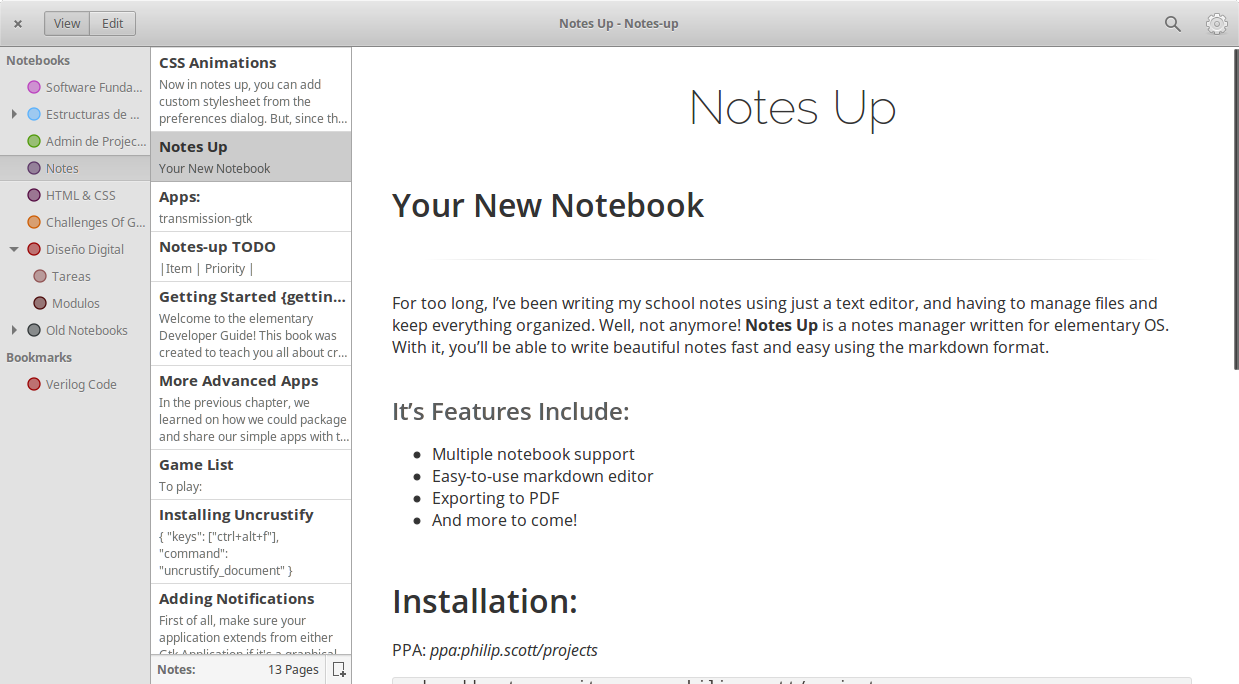 View Edit Notes Up - Notes-up
Notebooks
Software Funda...
Estructuras de ...
Admin de Projec...
Notes
HTML & CSS
Challenges Of G...
Diseño Digital
Tareas
Modulos
Old Notebooks
Bookmarks
Verilog Code
CSS Animations
Now in notes up, you can add
custom stylesheet from the
preferences dialog. But, since th...
Notes Up
Your New Notebook
Apps:
transmission-gtk
Notes-up TODO
|Item | Priority |
Getting Started {gettin...
Welcome to the elementary
Developer Guide! This book was
created to teach you all about cr...
More Advanced Apps
In the previous chapter, we
learned on how we could package
and share our simple apps with t...
Game List
To play:
Installing Uncrustify
{ "keys": ["ctrl+alt+f"],
"command":
"uncrustify_document" }
Adding Notifications
First of all, make sure your
application extends from either
Gtk.Application if it's a graphical
Notes: 13 Pages
Notes Up
Your New Notebook
For too long, I’ve been writing my school notes using just a text editor, and having to manage files and
keep everything organized. Well, not anymore! Notes Up is a notes manager written for elementary OS.
With it, you’ll be able to write beautiful notes fast and easy using the markdown format.
It’s Features Include:
• Multiple notebook support
• Easy-to-use markdown editor
• Exporting to PDF
• And more to come!
Installation:
PPA: ppa:philip.scott/projects